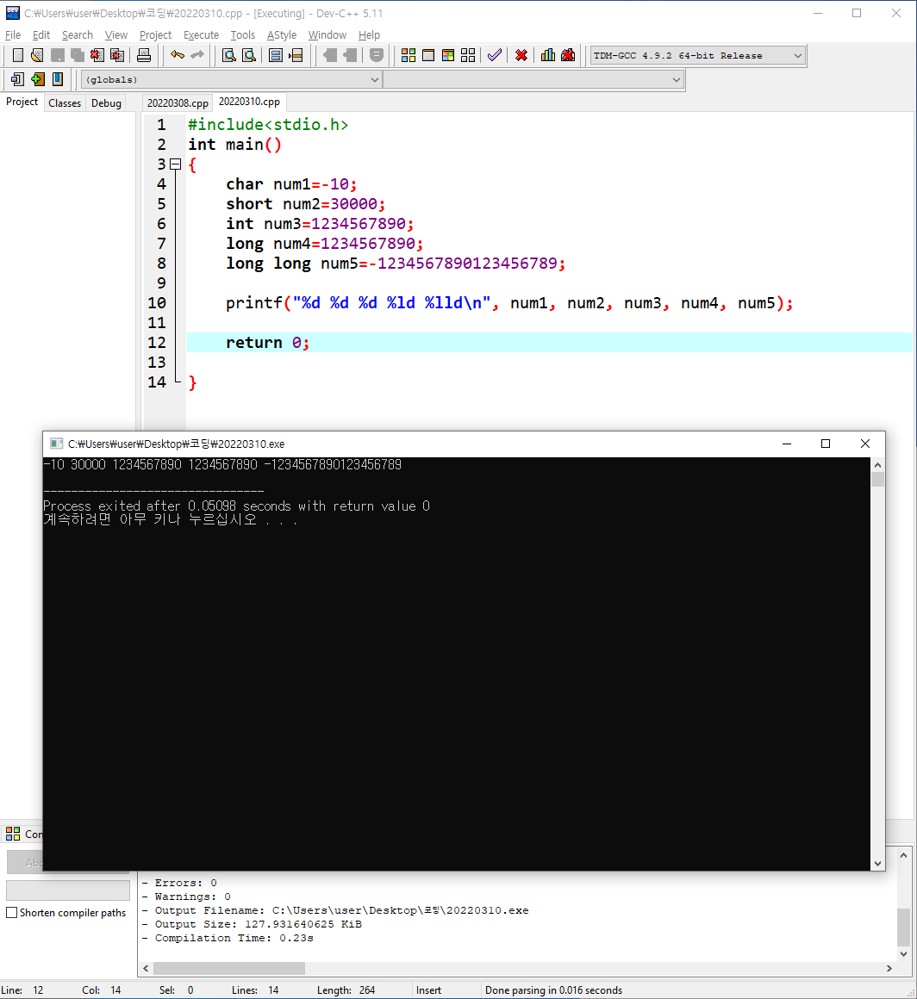 C:\Users\user\Desktop\코딩\20220310.cpp - [Executing] - Dev-C++ 5.11
File Edit Search View Project Execute Tools AStyle Window Help
TDM-GCC 4.9.2 64-bit Release
(globals)
Project Classes Debug 20220308.cpp 20220310.cpp
1 #include<stdio.h>
2 int main()
3 {
4 char num1=-10;
5 short num2=30000;
6 int num3=1234567890;
7 long num4=1234567890;
8 long long num5=-1234567890123456789;
9
10 printf("%d %d %d %ld %lld\n", num1, num2, num3, num4, num5);
11
12 return 0;
13
14 }
C:\Users\user\Desktop\코딩\20220310.exe
-10 30000 1234567890 1234567890 -1234567890123456789
--------------------------------
Process exited after 0.05098 seconds with return value 0
계속하려면 아무 키나 누르십시오 . . .
- Errors: 0
- Warnings: 0
- Output Filename: C:\Users\user\Desktop\코딩\20220310.exe
- Output Size: 127.931640625 KiB
- Compilation Time: 0.23s
Shorten compiler paths
Line: 12 Col: 14 Sel: 0 Lines: 14 Length: 264 Insert Done parsing in 0.016 seconds